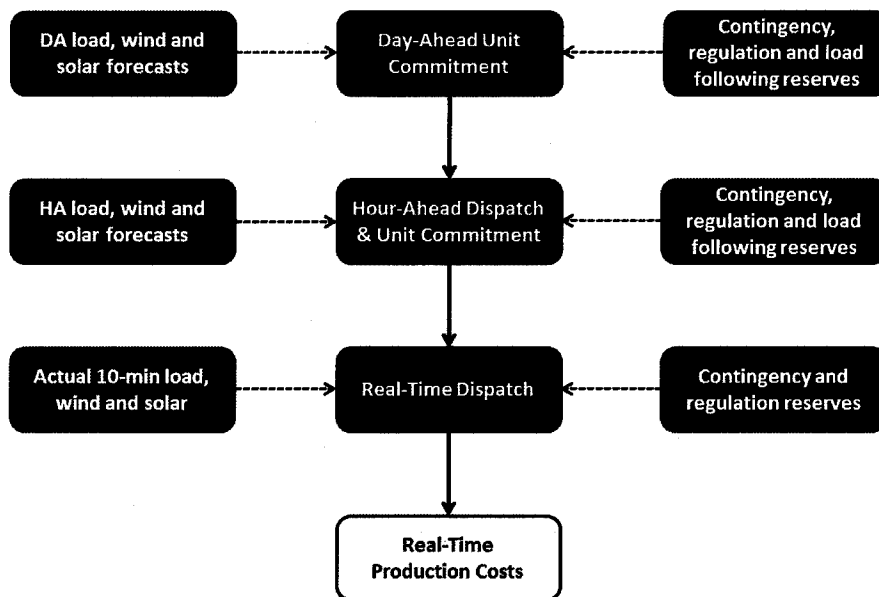 DA load, wind and
solar forecasts
Day-Ahead Unit
Commitment
Contingency,
regulation and load
following reserves
HA load, wind and
solar forecasts
Hour-Ahead Dispatch
& Unit Commitment
Contingency,
regulation and load
following reserves
Actual 10-min load,
wind and solar
Real-Time Dispatch
Contingency and
regulation reserves
Real-Time
Production Costs